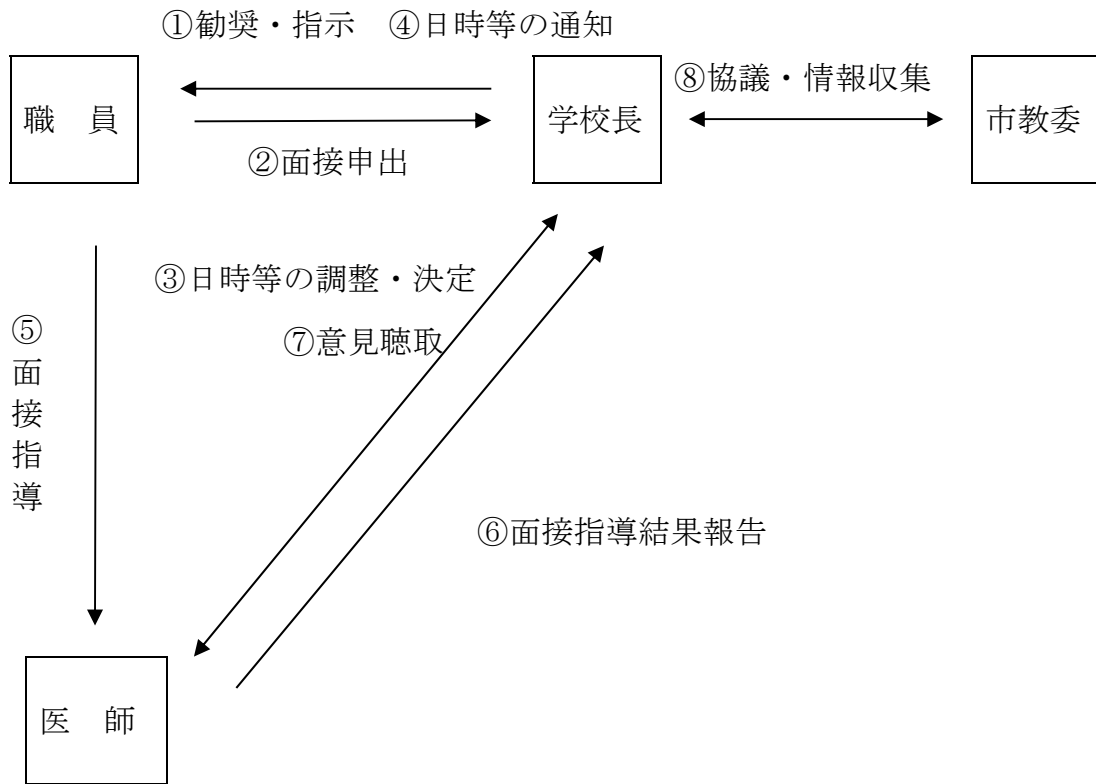 ①勧奨・指示　④日時等の通知
職　員
学校長
⑧協議・情報収集
市教委
②面接申出
③日時等の調整・決定
⑦意見聴取
⑤面接指導
⑥面接指導結果報告
医　師